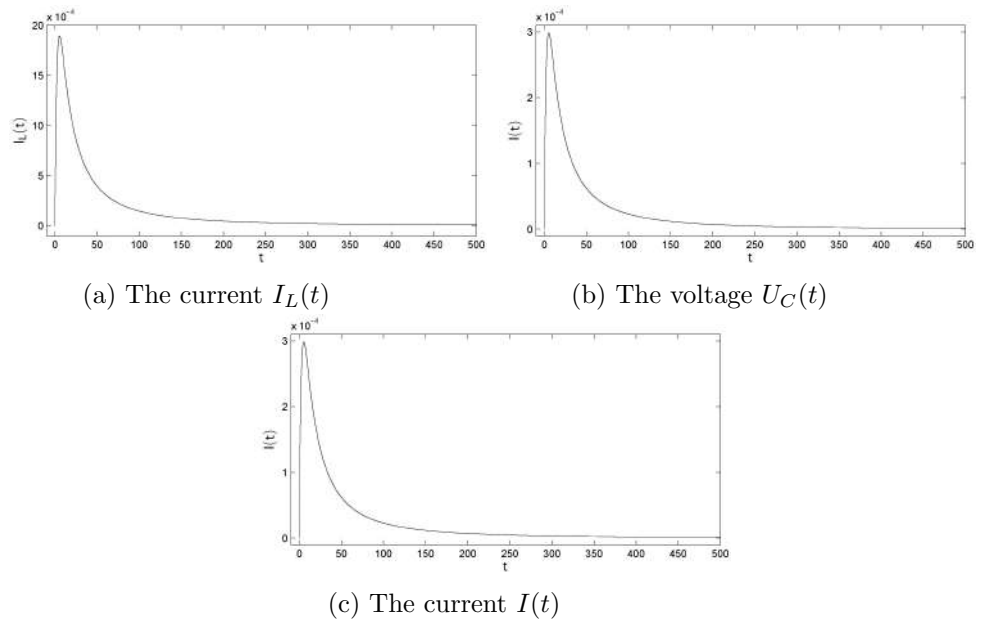 x 10⁻⁴
20
15
10
5
0
I_L(t)
0 50 100 150 200 250 300 350 400 450 500
t
(a) The current I_L(t)
x 10⁻⁴
3
2
1
0
I(t)
0 50 100 150 200 250 300 350 400 450 500
t
(b) The voltage U_C(t)
x 10⁻⁴
3
2
1
0
I(t)
0 50 100 150 200 250 300 350 400 450 500
t
(c) The current I(t)